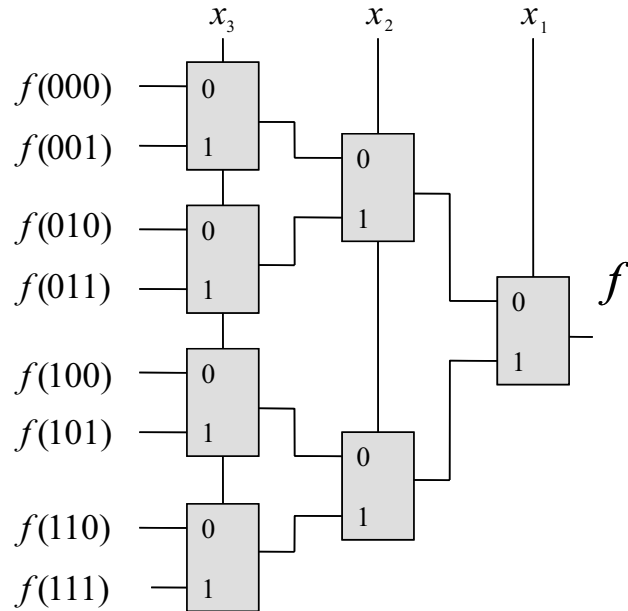 x₃ x₂ x₁
f(000) 0
f(001) 1
0
1
f(010) 0
f(011) 1
f
0
1
f(100) 0
f(101) 1
0
1
f(110) 0
f(111) 1